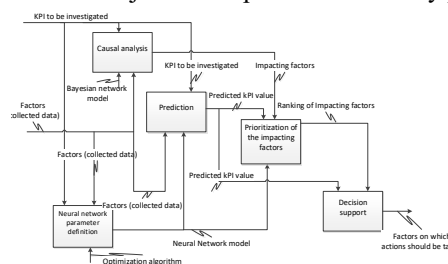 KPI to be investigated
Causal analysis
KPI to be investigated
Impacting factors
Bayesian network
model
Prediction
Predicted kPI value
Ranking of Impacting factors
Factors
collected data)
Prioritization of
the impacting
factors
Factors (collected data)
Predicted kPI value
Factors (collected data)
Decision
support
Neural network
parameter
definition
Neural Network model
Factors on which
actions should be ta
Optimization algorithm